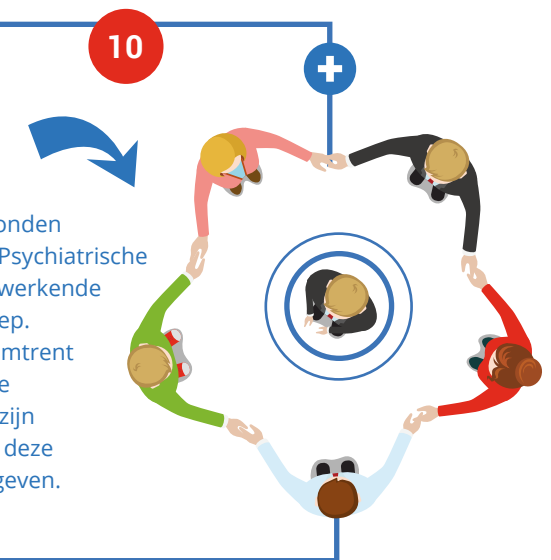 10
onden
Psychiatrische
werkende
ep.
mtrent
e
zijn
deze
geven.